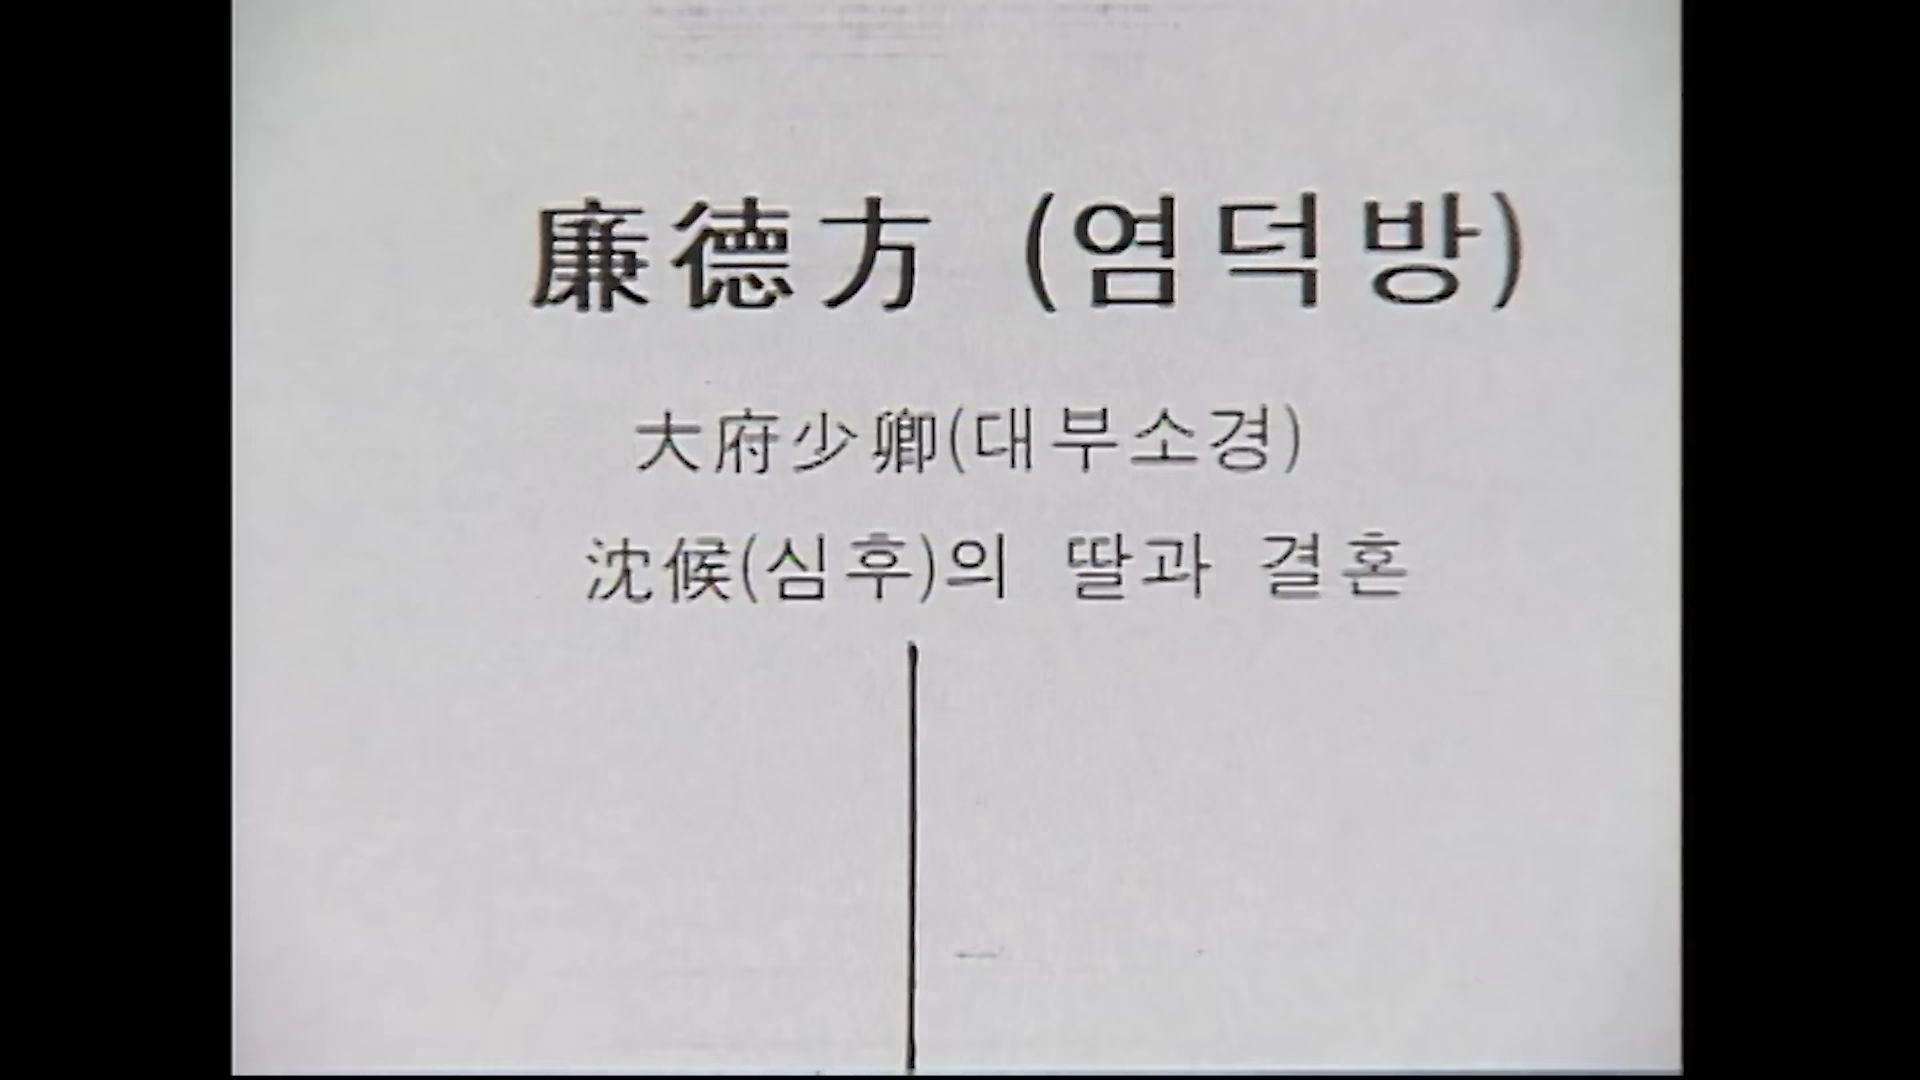 廉德方 (염덕방)
大府少卿(대부소경)
沈候(심후)의 딸과 결혼